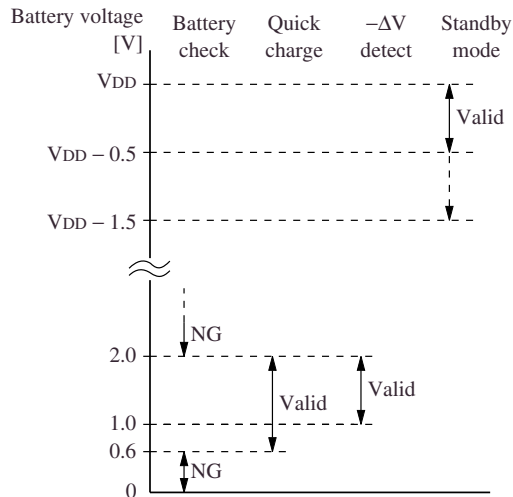 Battery voltage
[V]
Battery
check
Quick
charge
−ΔV
detect
Standby
mode
VDD
Valid
VDD − 0.5
VDD − 1.5
NG
2.0
Valid
Valid
1.0
0.6
NG
0